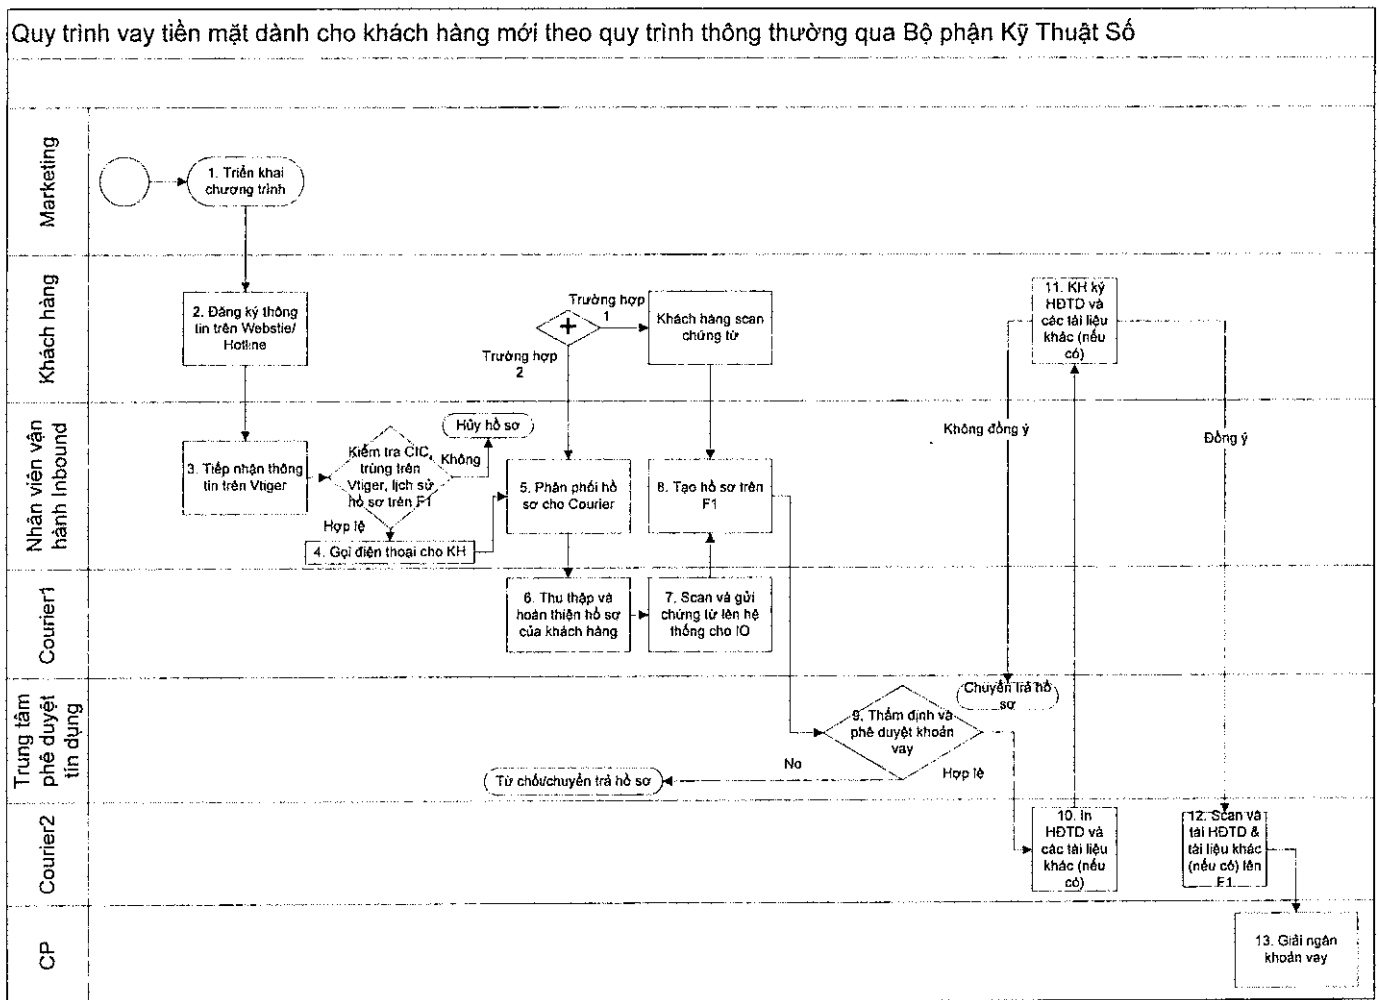 Quy trình vay tiền mặt dành cho khách hàng mới theo quy trình thông thường qua Bộ phận Kỹ Thuật Số
Marketing
1. Triển khai
chương trình
Khách hàng
2. Đăng ký thông
tin trên Webstie/
Hotline
Trường hợp
1
Trường hợp
2
Khách hàng scan
chứng từ
11. KH ký
HĐTD và
các tài liệu
khác (nếu
có)
Nhân viên vận
hành Inbound
3. Tiếp nhận thông
tin trên Vtiger
Kiểm tra CIC,
trùng trên
Vtiger, lịch sử
hồ sơ trên F1
Không
Hủy hồ sơ
Hợp lệ
4. Gọi điện thoại cho KH
5. Phân phối hồ
sơ cho Courier
8. Tạo hồ sơ trên
F1
Không đồng ý
Đồng ý
Courier1
6. Thu thập và
hoàn thiện hồ sơ
của khách hàng
7. Scan và gửi
chứng từ lên hệ
thống cho IO
Trung tâm
phê duyệt
tín dụng
Chuyển trả hồ
sơ
9. Thẩm định và
phê duyệt khoản
vay
No
Hợp lệ
Từ chối/chuyển trả hồ sơ
Courier2
10. In
HĐTD và
các tài liệu
khác (nếu
có)
12. Scan và
tải HĐTD &
tài liệu khác
(nếu có) lên
F1
CP
13. Giải ngân
khoản vay